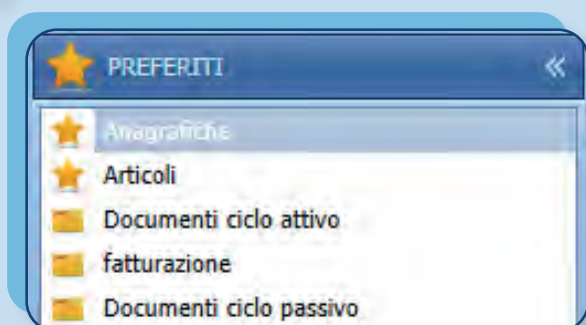 PREFERITI
Anagrafiche
Articoli
Documenti ciclo attivo
fatturazione
Documenti ciclo passivo